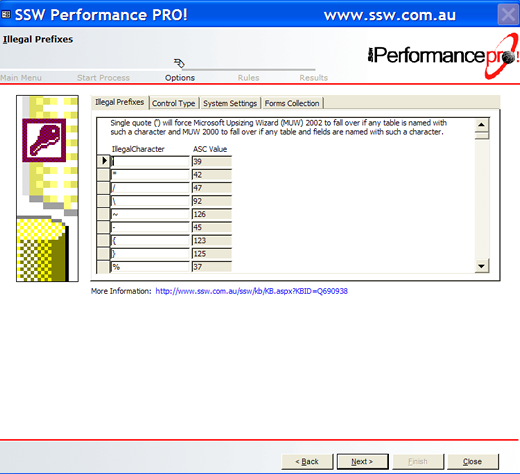 SSW Performance PRO!
www.ssw.com.au
Illegal Prefixes
Performancepro!
Main Menu Start Process Options Rules Results
Illegal Prefixes Control Type System Settings Forms Collection
Single quote (') will force Microsoft Upsizing Wizard (MUW) 2002 to fall over if any table is named with
such a character and MUW 2000 to fall over if any table and fields are named with such a character.
IllegalCharacter ASC Value
' 39
* 42
/ 47
\ 92
~ 126
- 45
{ 123
} 125
% 37
More Information: http://www.ssw.com.au/ssw/kb/KB.aspx?KBID=Q690938
< Back Next > Finish Close